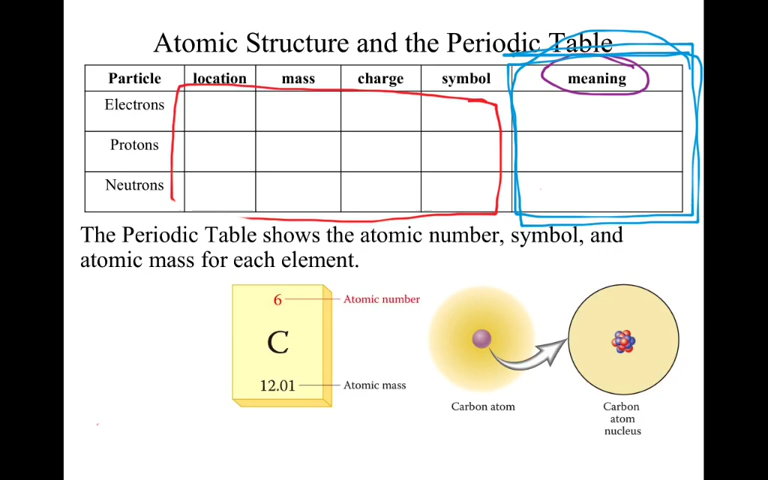 Atomic Structure and the Periodic Table
Particle location mass charge symbol meaning
Electrons
Protons
Neutrons
The Periodic Table shows the atomic number, symbol, and
atomic mass for each element.
6 Atomic number
C
12.01 Atomic mass
Carbon atom
Carbon
atom
nucleus